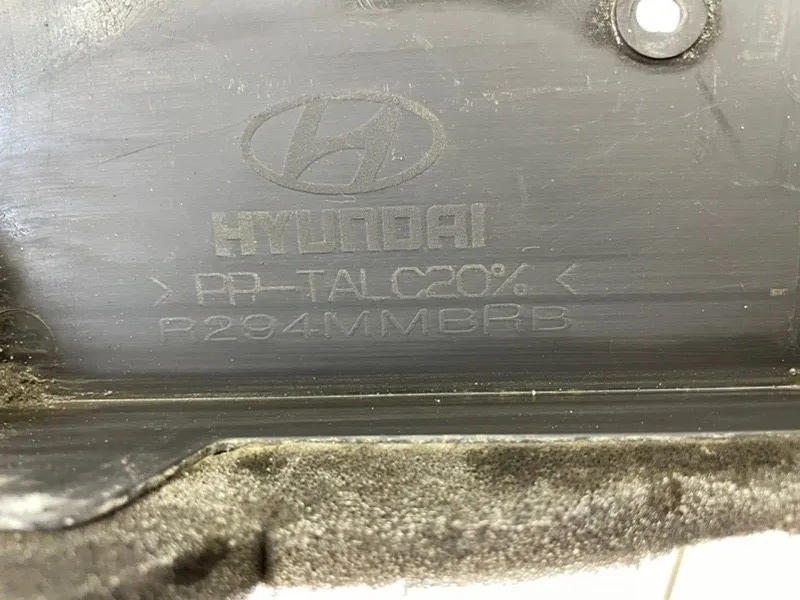 HYUNDAI
> PP-TALC20% <
R294MMBRB